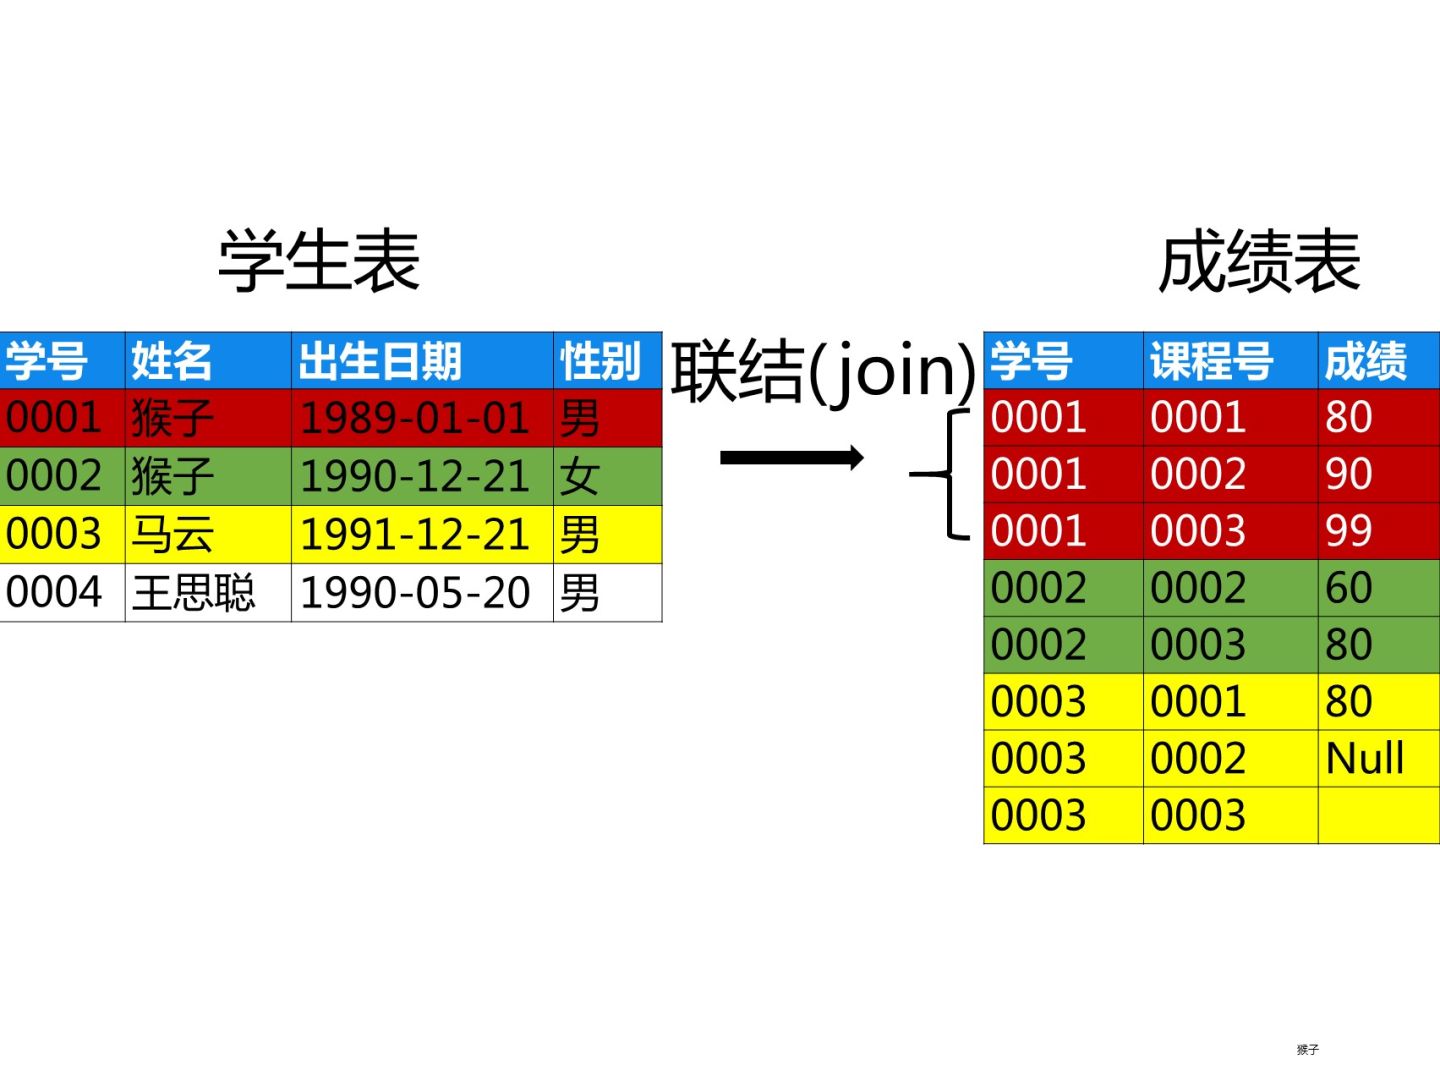 学生表
成绩表
联结(join)
学号 姓名 出生日期 性别
0001 猴子 1989-01-01 男
0002 猴子 1990-12-21 女
0003 马云 1991-12-21 男
0004 王思聪 1990-05-20 男
学号 课程号 成绩
0001 0001 80
0001 0002 90
0001 0003 99
0002 0002 60
0002 0003 80
0003 0001 80
0003 0002 Null
0003 0003
猴子